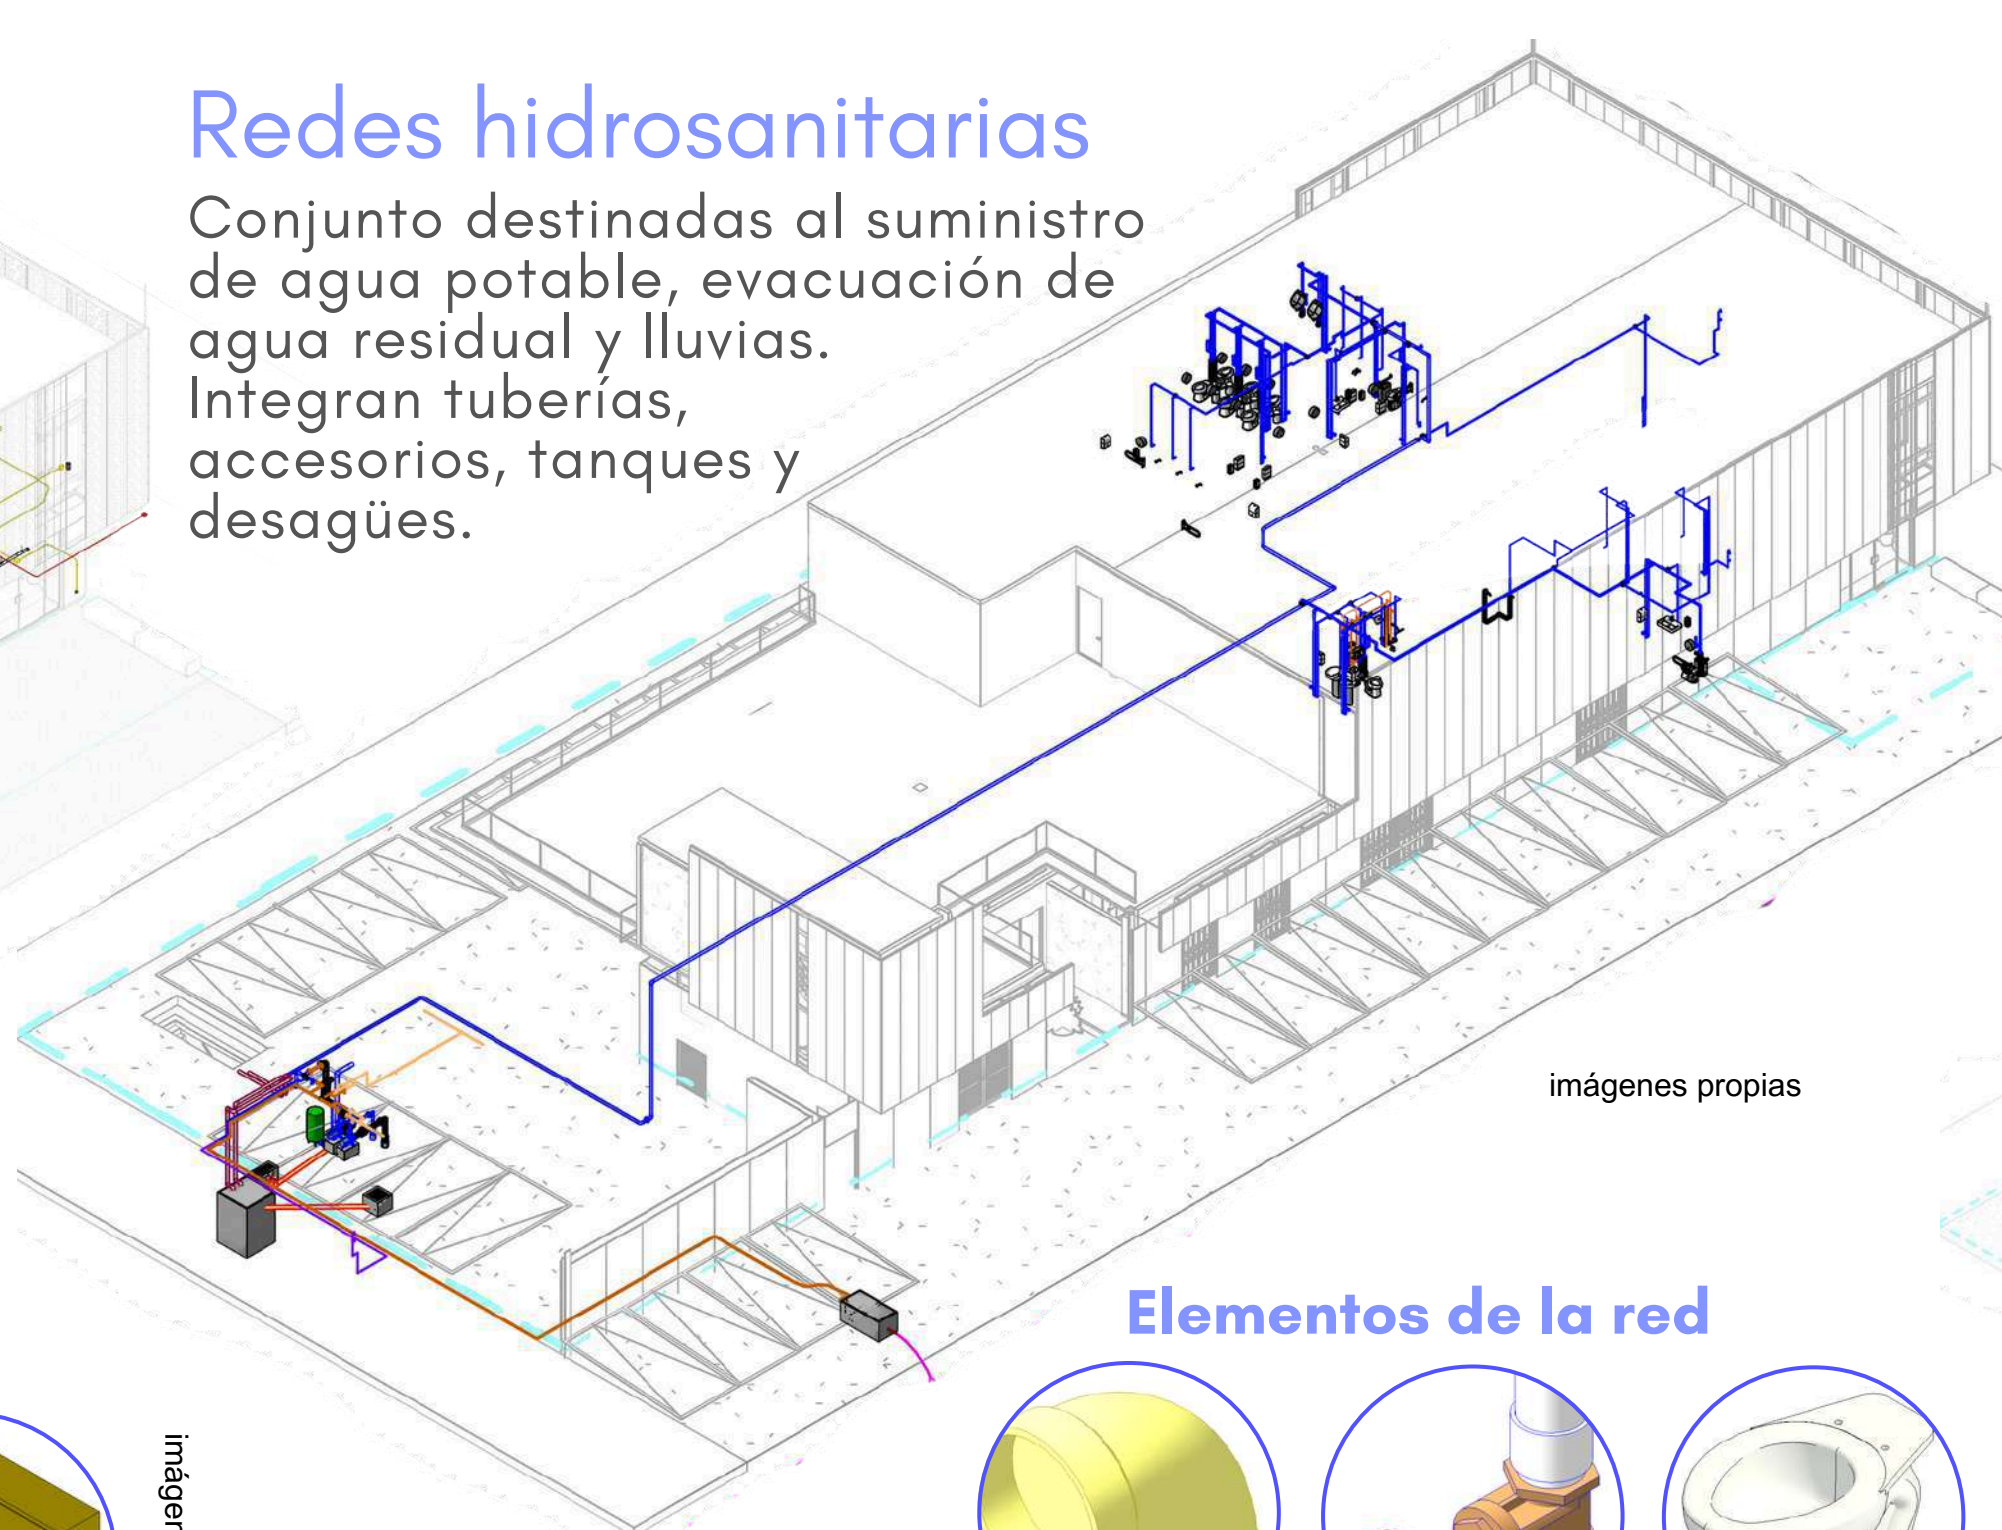 Redes hidrosanitarias
Conjunto destinadas al suministro
de agua potable, evacuación de
agua residual y lluvias.
Integran tuberías,
accesorios, tanques y
desagües.
imágenes propias
Elementos de la red